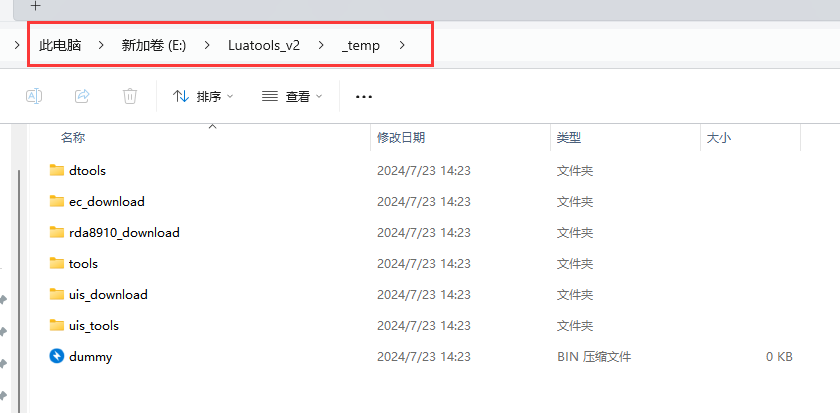 此电脑 新加卷 (E:) Luatools_v2 _temp
排序 查看
名称 修改日期 类型 大小
dtools 2024/7/23 14:23 文件夹
ec_download 2024/7/23 14:23 文件夹
rda8910_download 2024/7/23 14:23 文件夹
tools 2024/7/23 14:23 文件夹
uis_download 2024/7/23 14:23 文件夹
uis_tools 2024/7/23 14:23 文件夹
dummy 2024/7/23 14:23 BIN 压缩文件 0 KB